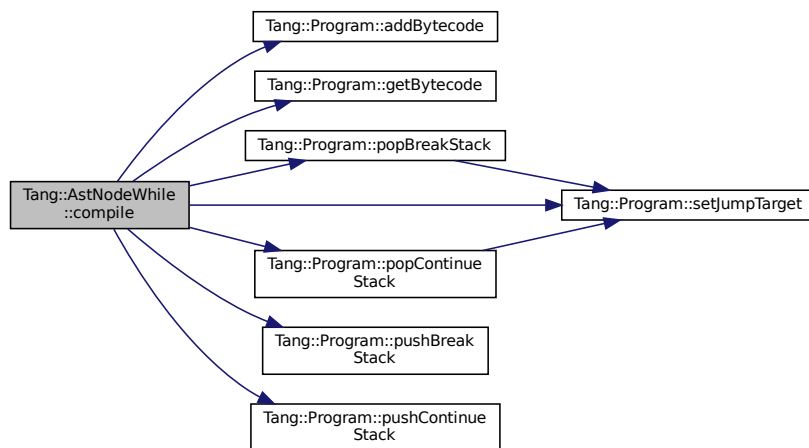 Tang::Program::addBytecode
Tang::Program::getBytecode
Tang::Program::popBreakStack
Tang::AstNodeWhile
::compile
Tang::Program::setJumpTarget
Tang::Program::popContinue
Stack
Tang::Program::pushBreak
Stack
Tang::Program::pushContinue
Stack